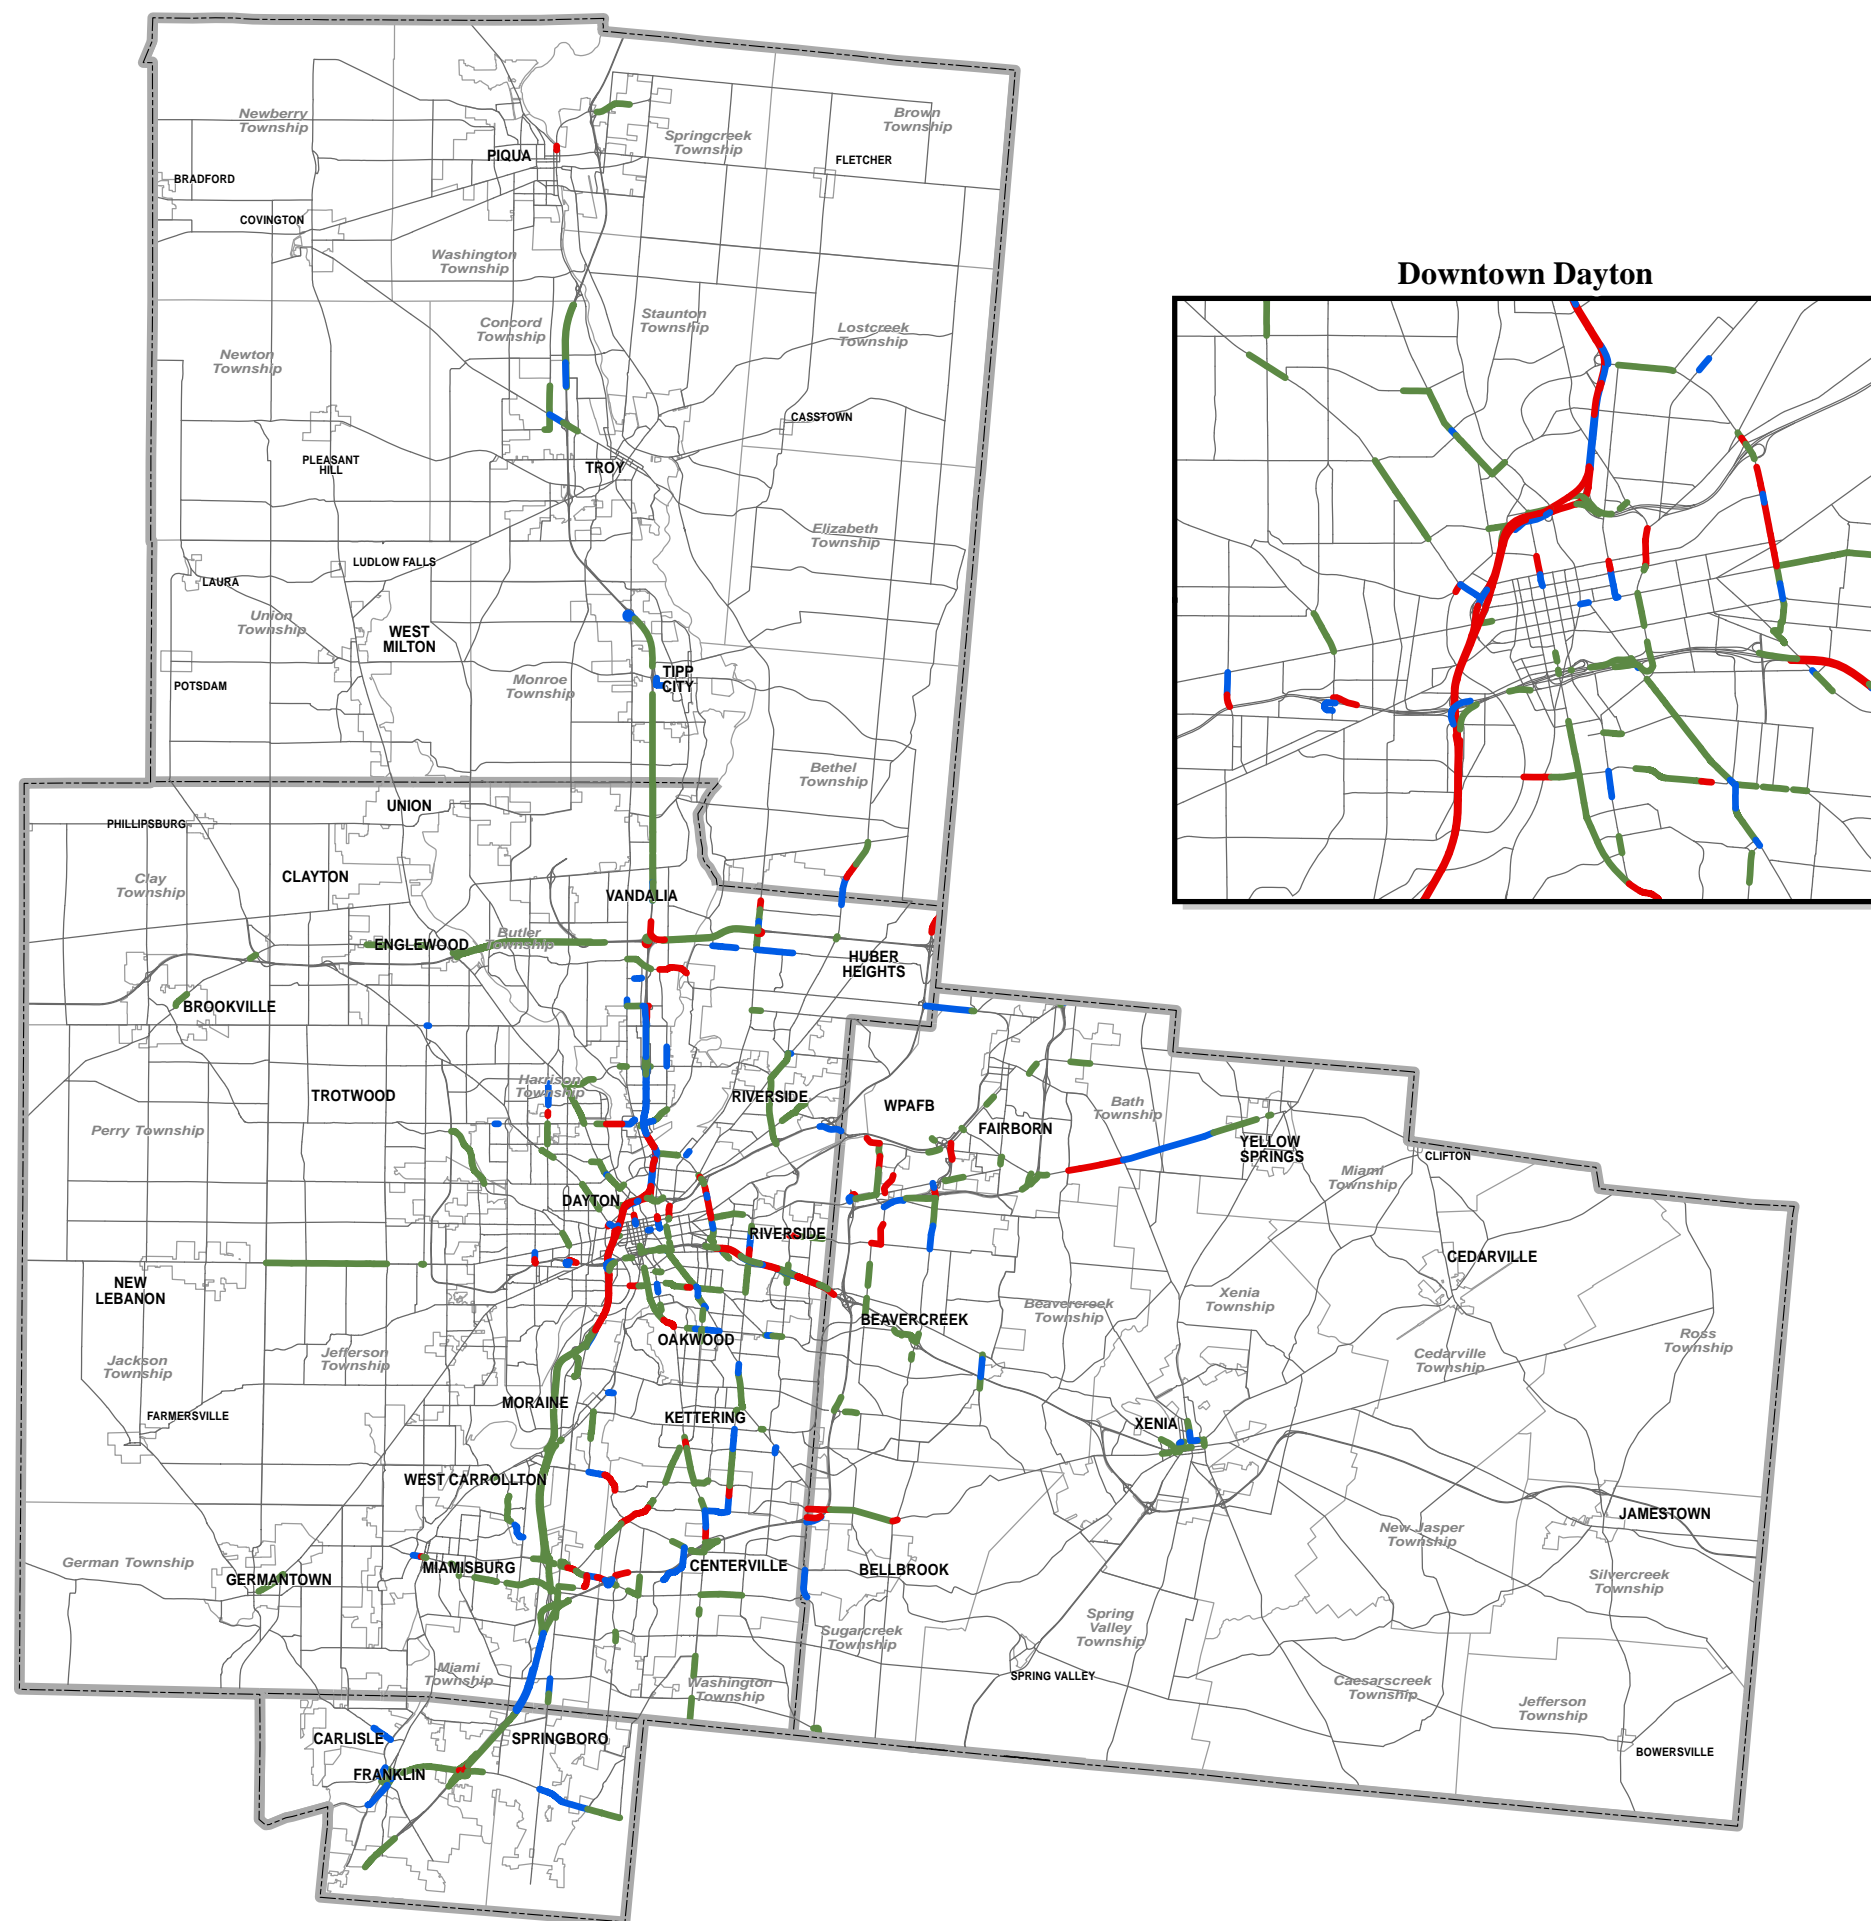 Newberry
Township
Brown
Township
Springcreek
Township
PIQUA
FLETCHER
BRADFORD
COVINGTON
Washington
Township
Downtown Dayton
Concord
Township
Staunton
Township
Lostcreek
Township
Newton
Township
CASSTOWN
PLEASANT
HILL
TROY
Elizabeth
Township
LUDLOW FALLS
LAURA
Union
Township
WEST
MILTON
TIPP
CITY
Monroe
Township
POTSDAM
Bethel
Township
UNION
PHILLIPSBURG
Clay
Township
CLAYTON
VANDALIA
ENGLEWOOD
Butler
Township
HUBER
HEIGHTS
BROOKVILLE
TROTWOOD
Harrison
Township
RIVERSIDE
WPAFB
Bath
Township
FAIRBORN
Perry Township
YELLOW
SPRINGS
CLIFTON
Miami
Township
DAYTON
RIVERSIDE
CEDARVILLE
NEW
LEBANON
Xenia
Township
Beavercreek
Township
BEAVERCREEK
OAKWOOD
Ross
Township
Jefferson
Township
Jackson
Township
Cedarville
Township
MORAINE
FARMERSVILLE
KETTERING
XENIA
WEST CARROLLTON
JAMESTOWN
New Jasper
Township
German Township
MIAMISBURG
CENTERVILLE
BELLBROOK
GERMANTOWN
Silvercreek
Township
Spring
Valley
Township
Sugarcreek
Township
Miami
Township
SPRING VALLEY
Washington
Township
Caesarscreek
Township
Jefferson
Township
CARLISLE
SPRINGBORO
BOWERSVILLE
FRANKLIN